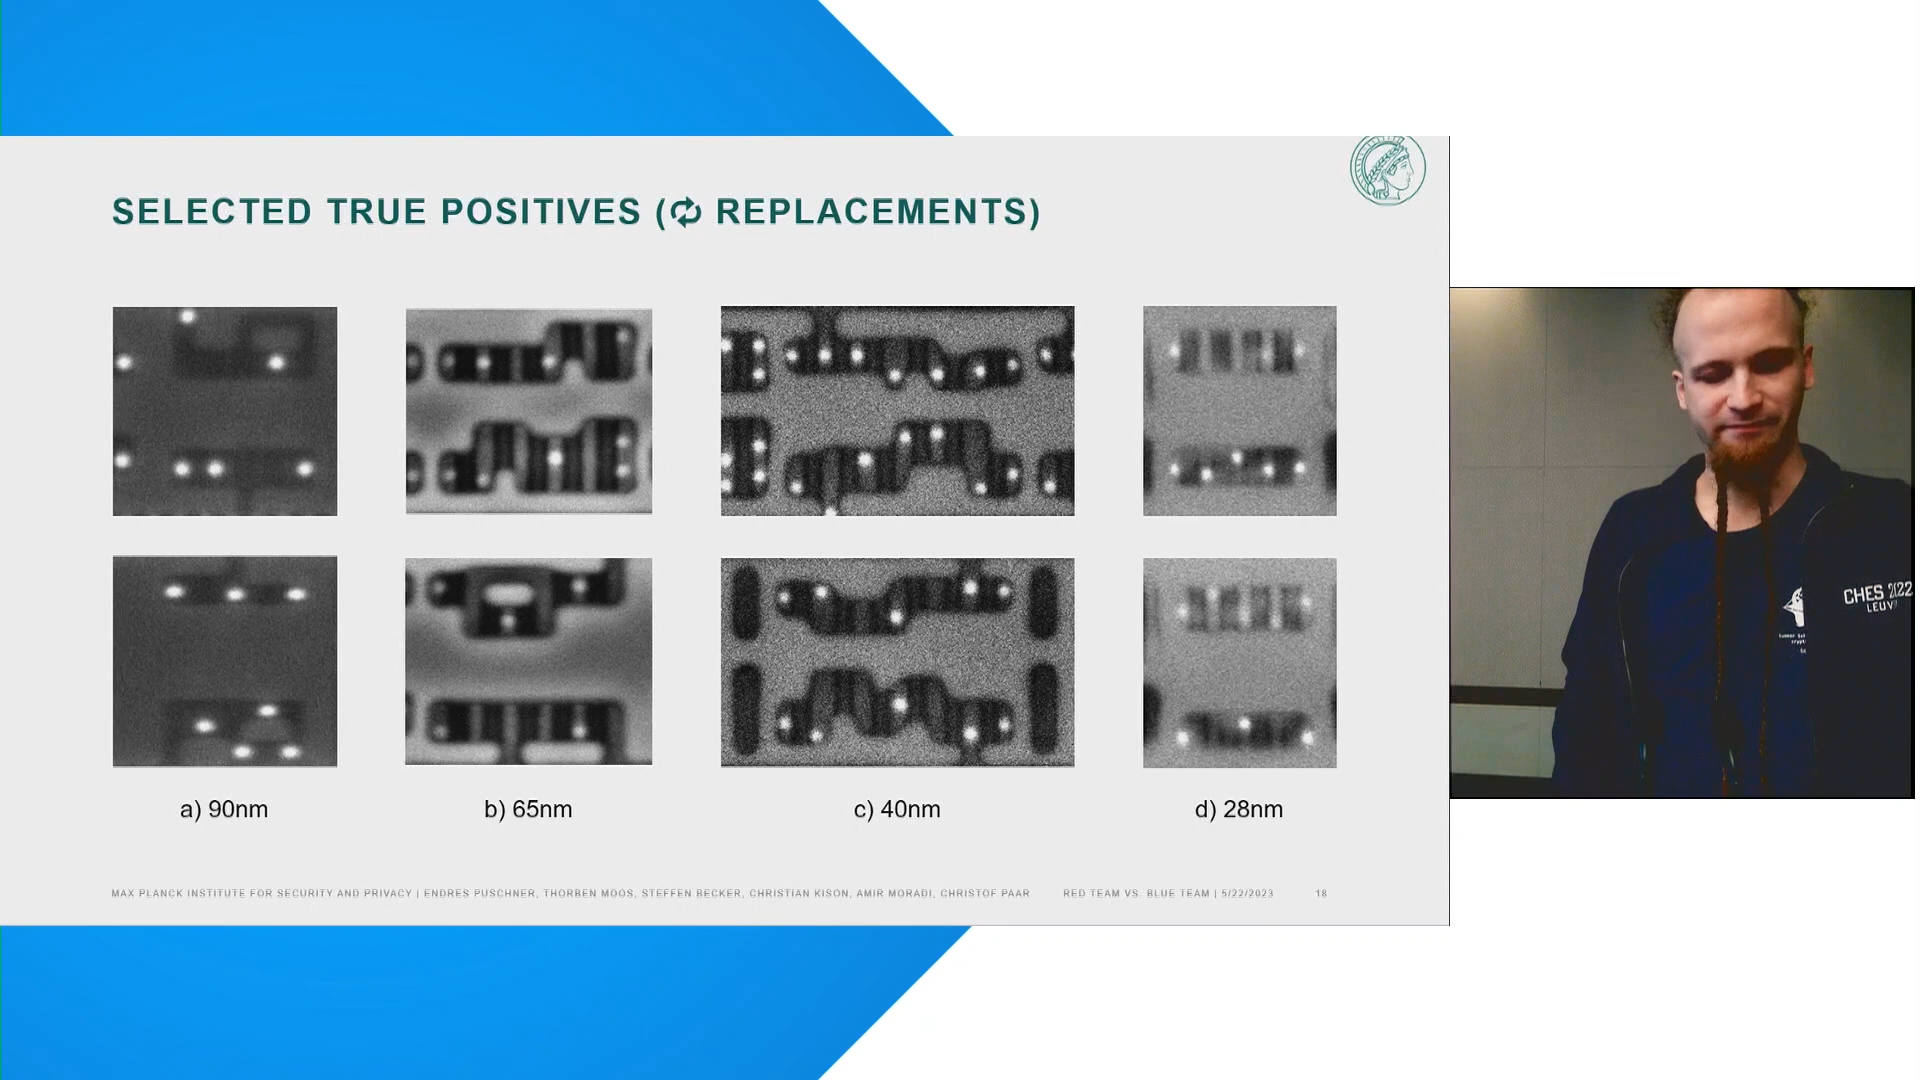 SELECTED TRUE POSITIVES ( REPLACEMENTS)
a) 90nm
b) 65nm
c) 40nm
d) 28nm
MAX PLANCK INSTITUTE FOR SECURITY AND PRIVACY | ENDRES PUSCHNER, THORBEN MOOS, STEFFEN BECKER, CHRISTIAN KISON, AMIR MORADI, CHRISTOF PAAR
RED TEAM VS. BLUE TEAM | 5/22/2023
18
CHES 2022
LEUV